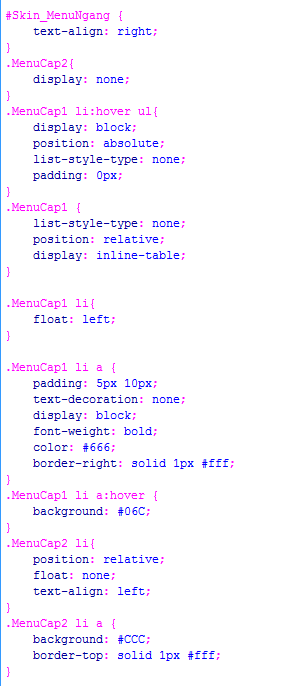 #Skin_MenuNgang {
    text-align: right;
}
.MenuCap2{
    display: none;
}
.MenuCap1 li:hover ul{
    display: block;
    position: absolute;
    list-style-type: none;
    padding: 0px;
}
.MenuCap1 {
    list-style-type: none;
    position: relative;
    display: inline-table;
}

.MenuCap1 li{
    float: left;
}

.MenuCap1 li a {
    padding: 5px 10px;
    text-decoration: none;
    display: block;
    font-weight: bold;
    color: #666;
    border-right: solid 1px #fff;
}
.MenuCap1 li a:hover {
    background: #06C;
}
.MenuCap2 li{
    position: relative;
    float: none;
    text-align: left;
}
.MenuCap2 li a {
    background: #CCC;
    border-top: solid 1px #fff;
}